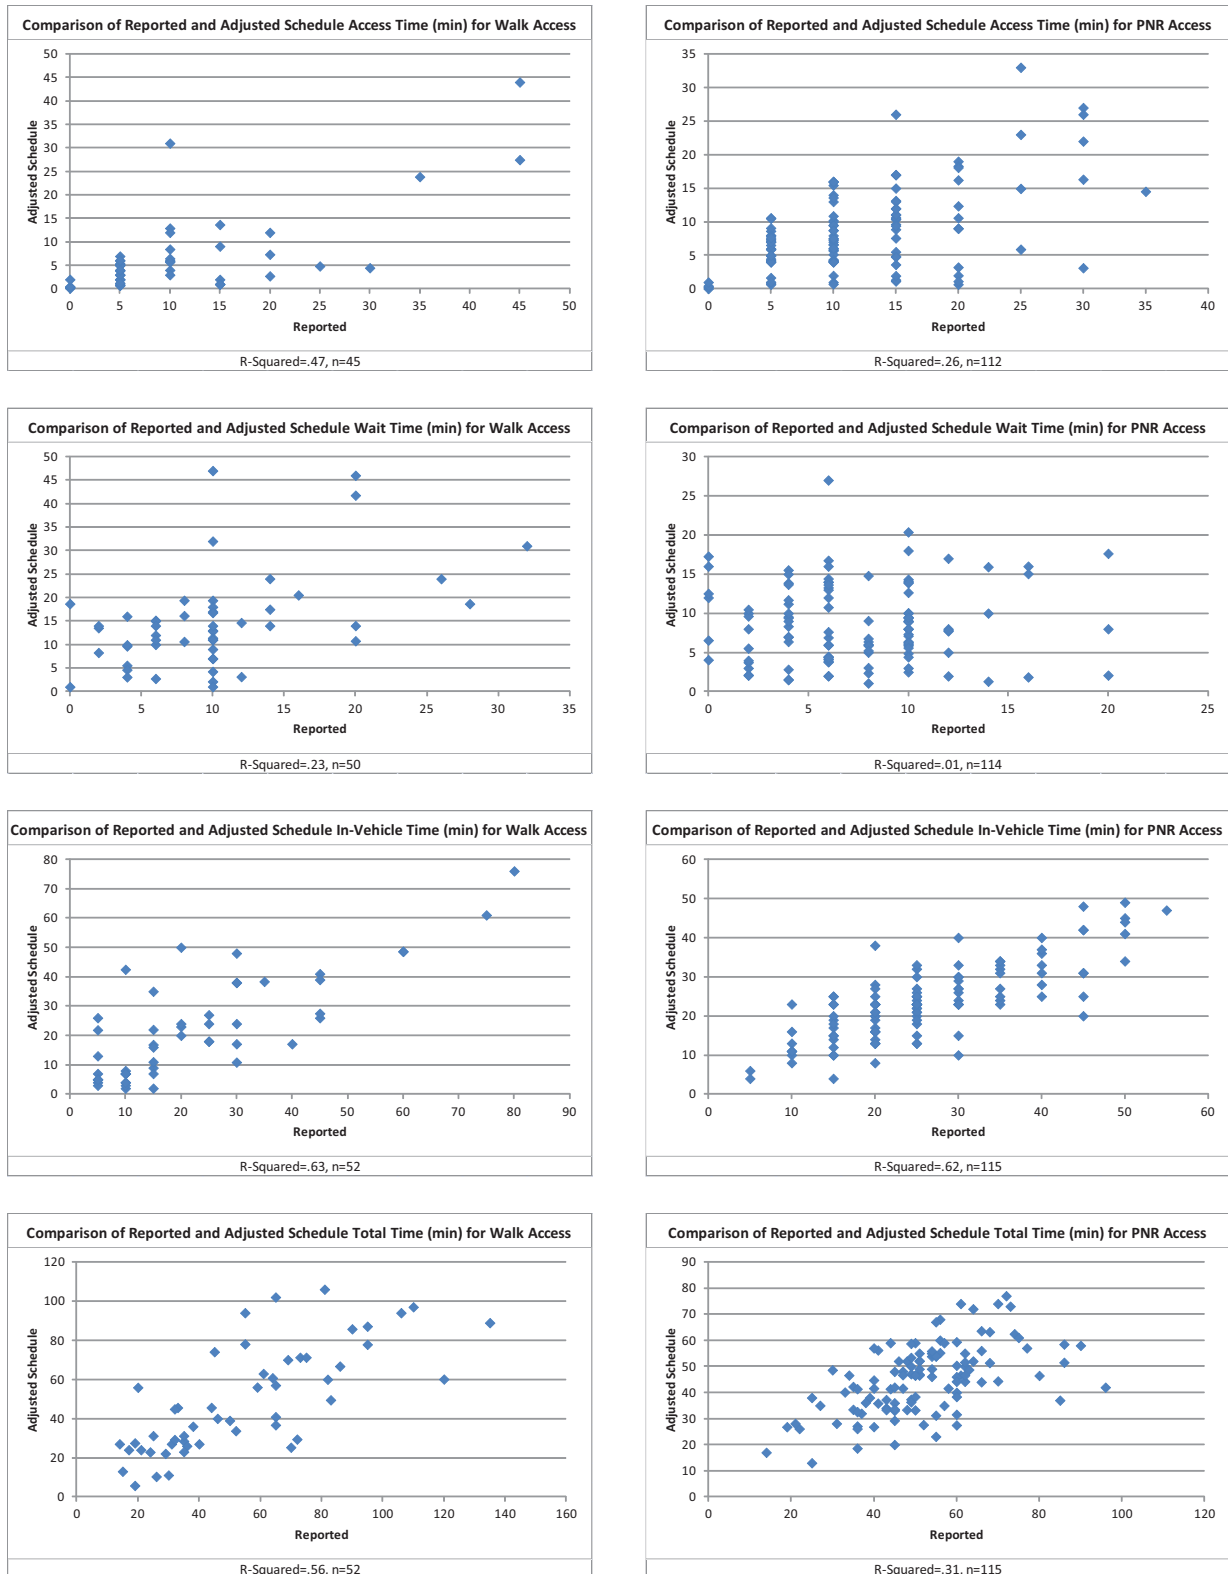 Comparison of Reported and Adjusted Schedule Access Time (min) for Walk Access
50
45
40
35
30
25
20
15
10
5
0
Adjusted Schedule
0 5 10 15 20 25 30 35 40 45 50
Reported
R-Squared=.47, n=45
Comparison of Reported and Adjusted Schedule Access Time (min) for PNR Access
35
30
25
20
15
10
5
0
Adjusted Schedule
0 5 10 15 20 25 30 35 40
Reported
R-Squared=.26, n=112
Comparison of Reported and Adjusted Schedule Wait Time (min) for Walk Access
50
45
40
35
30
25
20
15
10
5
0
Adjusted Schedule
0 5 10 15 20 25 30 35
Reported
R-Squared=.23, n=50
Comparison of Reported and Adjusted Schedule Wait Time (min) for PNR Access
30
25
20
15
10
5
0
Adjusted Schedule
0 5 10 15 20 25
Reported
R-Squared=.01, n=114
Comparison of Reported and Adjusted Schedule In-Vehicle Time (min) for Walk Access
80
70
60
50
40
30
20
10
0
Adjusted Schedule
0 10 20 30 40 50 60 70 80 90
Reported
R-Squared=.63, n=52
Comparison of Reported and Adjusted Schedule In-Vehicle Time (min) for PNR Access
60
50
40
30
20
10
0
Adjusted Schedule
0 10 20 30 40 50 60
Reported
R-Squared=.62, n=115
Comparison of Reported and Adjusted Schedule Total Time (min) for Walk Access
120
100
80
60
40
20
0
Adjusted Schedule
0 20 40 60 80 100 120 140 160
Reported
R-Squared=.56, n=52
Comparison of Reported and Adjusted Schedule Total Time (min) for PNR Access
90
80
70
60
50
40
30
20
10
0
Adjusted Schedule
0 20 40 60 80 100 120
Reported
R-Squared=.31, n=115